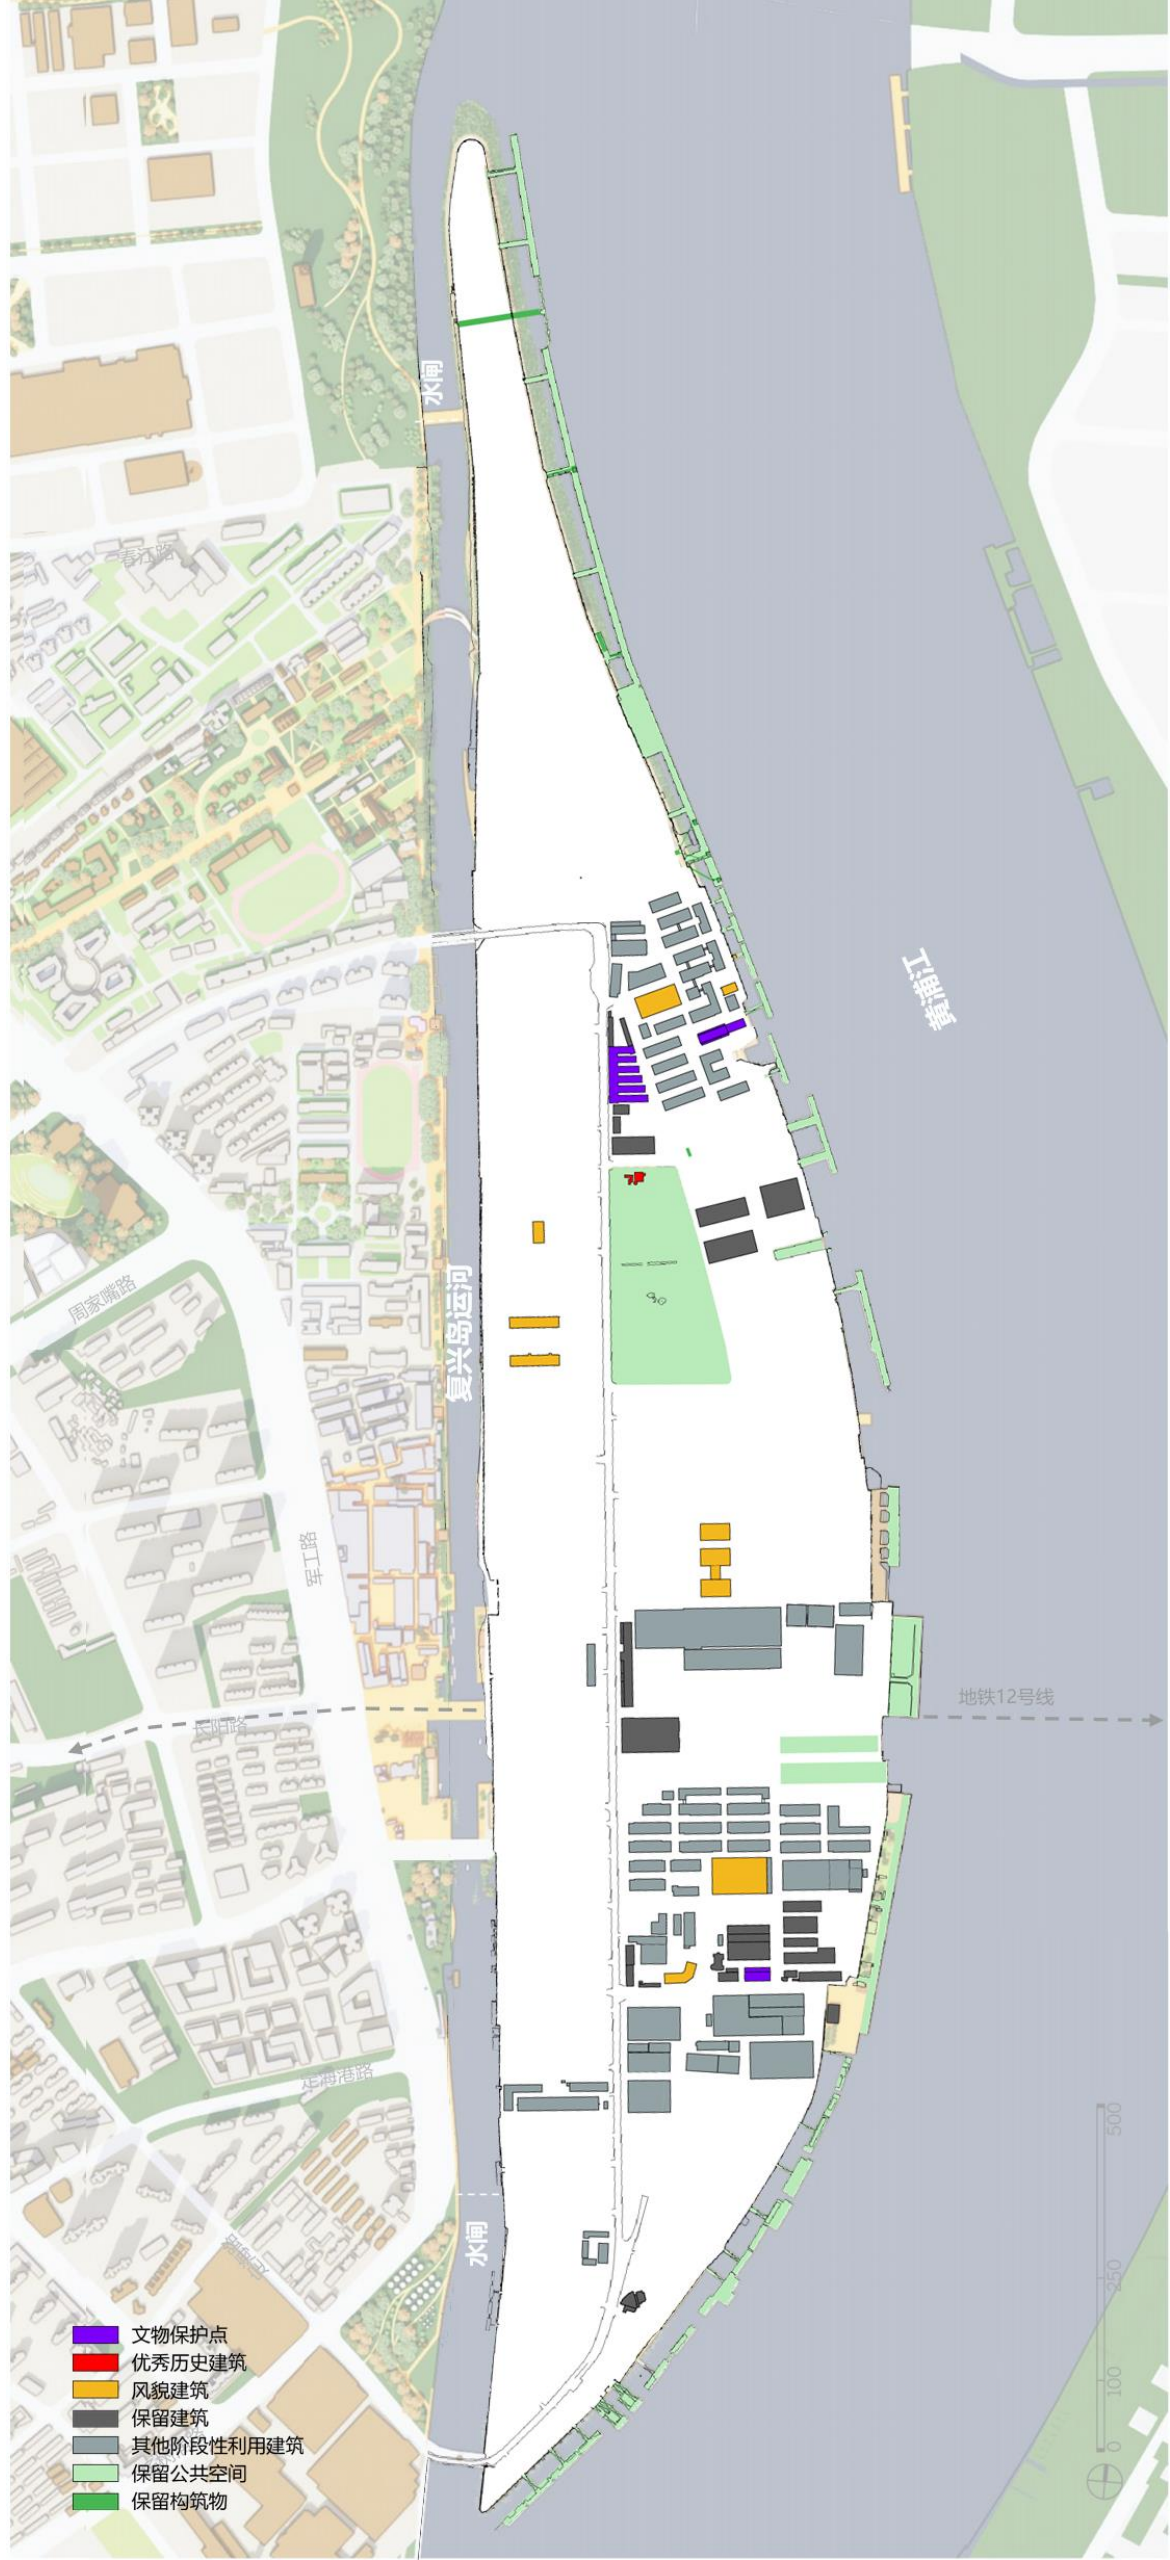 水闸
春江路
黄浦江
复兴岛运河
周家嘴路
军工路
地铁12号线
长阳路
定海港路
500
250
100
0
水闸
文物保护点
优秀历史建筑
风貌建筑
保留建筑
其他阶段性利用建筑
保留公共空间
保留构筑物